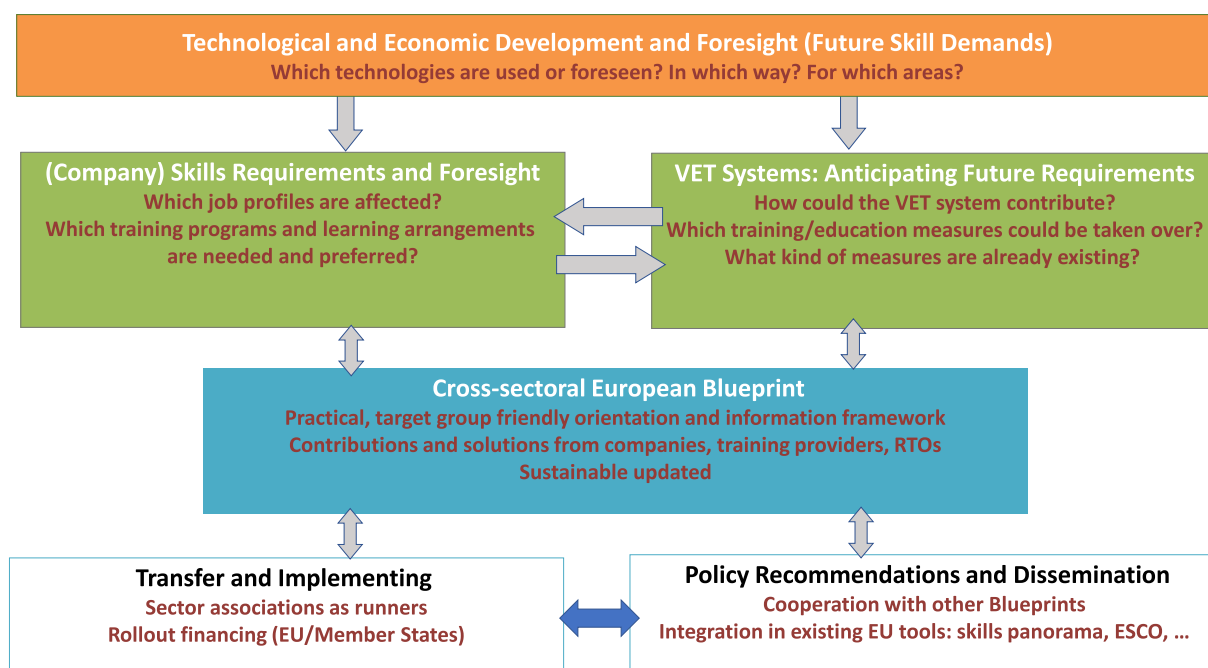 Technological and Economic Development and Foresight (Future Skill Demands)
Which technologies are used or foreseen? In which way? For which areas?
(Company) Skills Requirements and Foresight
Which job profiles are affected?
Which training programs and learning arrangements
are needed and preferred?
VET Systems: Anticipating Future Requirements
How could the VET system contribute?
Which training/education measures could be taken over?
What kind of measures are already existing?
Cross-sectoral European Blueprint
Practical, target group friendly orientation and information framework
Contributions and solutions from companies, training providers, RTOs
Sustainable updated
Transfer and Implementing
Sector associations as runners
Rollout financing (EU/Member States)
Policy Recommendations and Dissemination
Cooperation with other Blueprints
Integration in existing EU tools: skills panorama, ESCO, ...